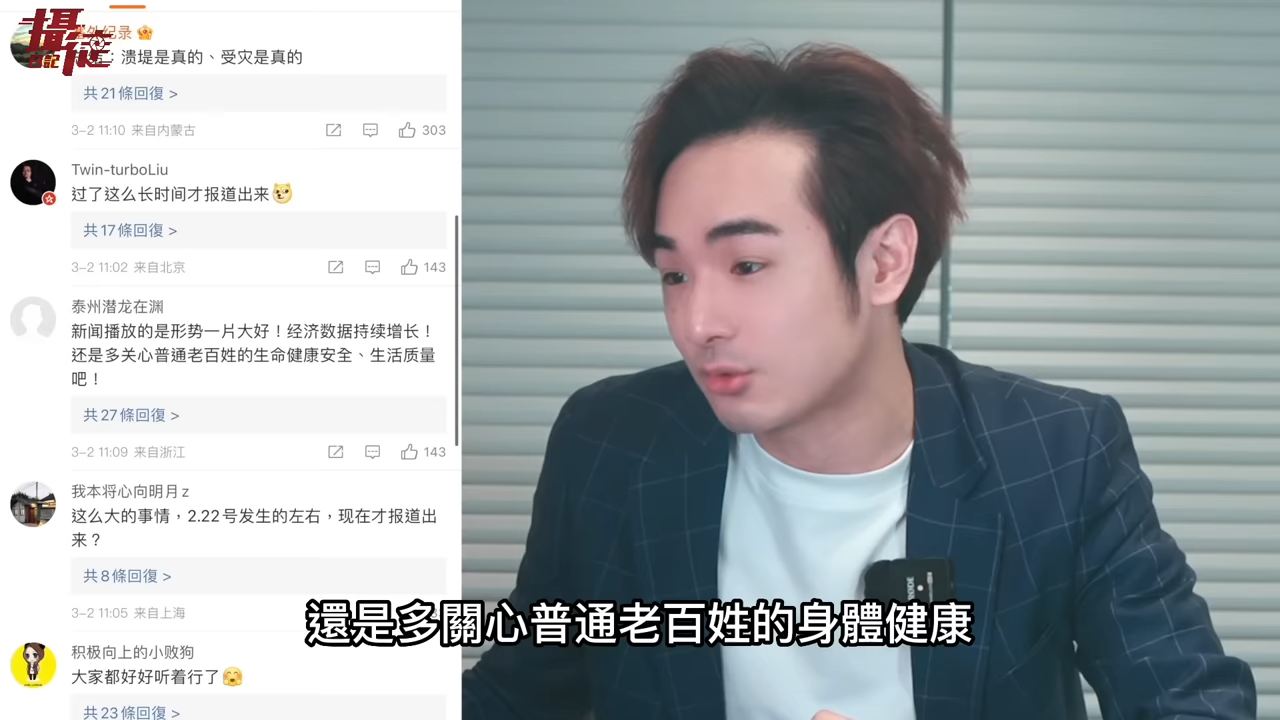 攝徒
日記
外纪录
：溃堤是真的、受灾是真的
共21條回復 >
3-2 11:10 来自内蒙古
303
Twin-turboLiu
过了这么长时间才报道出来
共17條回復 >
3-2 11:02 来自北京
143
泰州潜龙在渊
新闻播放的是形势一片大好！经济数据持续增长！
还是多关心普通老百姓的生命健康安全、生活质量
吧！
共27條回復 >
3-2 11:09 来自浙江
143
我本将心向明月z
这么大的事情，2.22号发生的左右，现在才报道出
来？
共8條回復 >
3-2 11:05 来自上海
积极向上的小败狗
大家都好好听着行了
共23條回復 >
還是多關心普通老百姓的身體健康